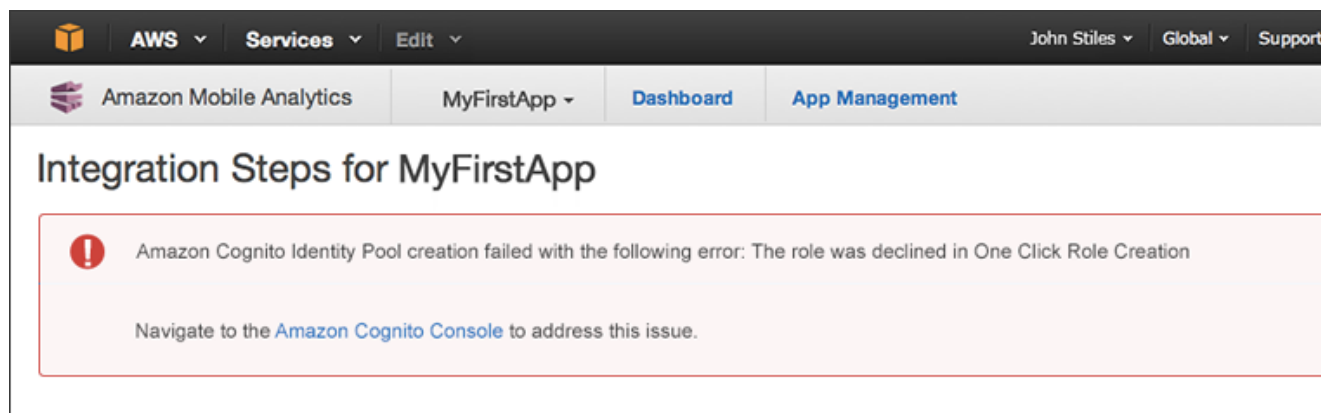 AWS Services Edit John Stiles Global Support
Amazon Mobile Analytics MyFirstApp Dashboard App Management
Integration Steps for MyFirstApp
Amazon Cognito Identity Pool creation failed with the following error: The role was declined in One Click Role Creation
Navigate to the Amazon Cognito Console to address this issue.